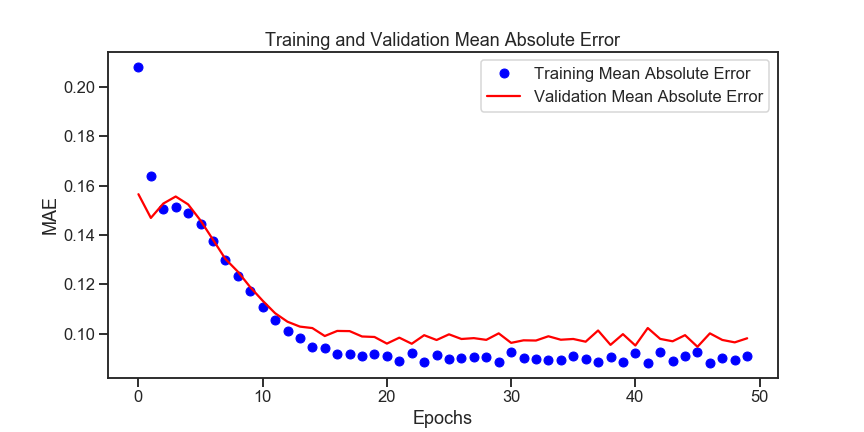 Training and Validation Mean Absolute Error
Training Mean Absolute Error
Validation Mean Absolute Error
0.20
0.18
0.16
0.14
0.12
0.10
MAE
0
10
20
30
40
50
Epochs